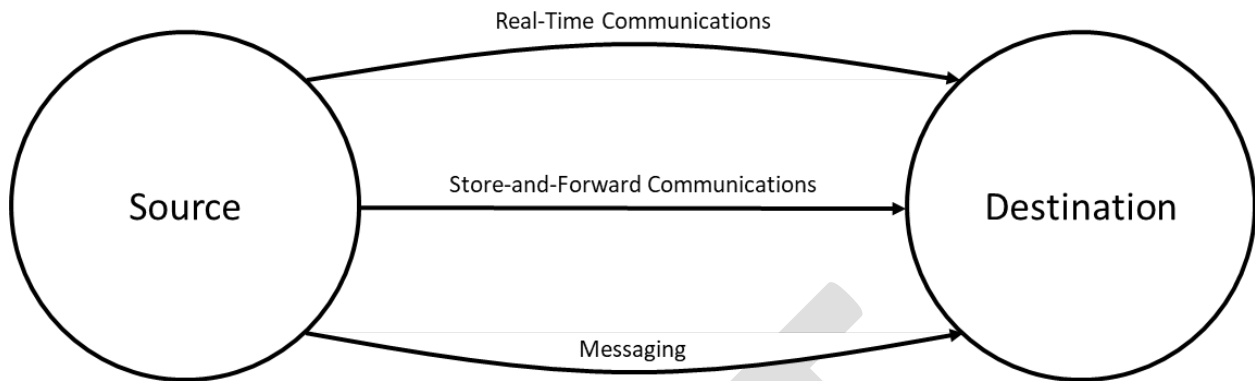 Real-Time Communications
Source
Store-and-Forward Communications
Destination
Messaging